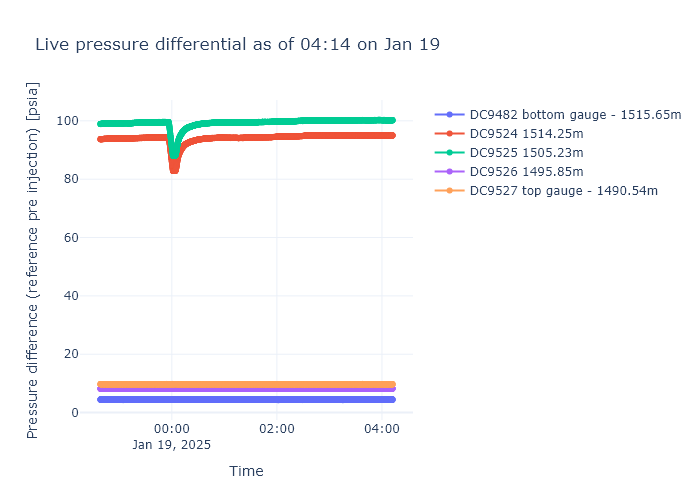 Live pressure differential as of 04:14 on Jan 19
Pressure difference (reference pre injection) [psia]
100
80
60
40
20
0
00:00
Jan 19, 2025
02:00
04:00
Time
DC9482 bottom gauge - 1515.65m
DC9524 1514.25m
DC9525 1505.23m
DC9526 1495.85m
DC9527 top gauge - 1490.54m